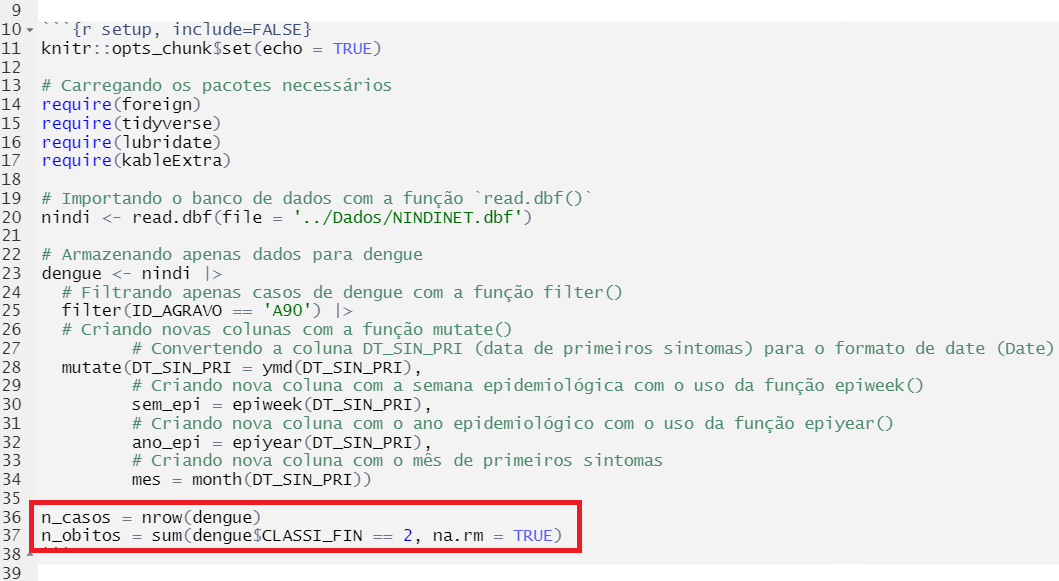 9
10 ```{r setup, include=FALSE}
11 knitr::opts_chunk$set(echo = TRUE)
12
13 # Carregando os pacotes necessários
14 require(foreign)
15 require(tidyverse)
16 require(lubridate)
17 require(kableExtra)
18
19 # Importando o banco de dados com a função `read.dbf()`
20 nindi <- read.dbf(file = '../Dados/NINDINET.dbf')
21
22 # Armazenando apenas dados para dengue
23 dengue <- nindi |>
24 # Filtrando apenas casos de dengue com a função filter()
25 filter(ID_AGRAVO == 'A90') |>
26 # Criando novas colunas com a função mutate()
27 # Convertendo a coluna DT_SIN_PRI (data de primeiros sintomas) para o formato de date (Date)
28 mutate(DT_SIN_PRI = ymd(DT_SIN_PRI),
29 # Criando nova coluna com a semana epidemiológica com o uso da função epiweek()
30 sem_epi = epiweek(DT_SIN_PRI),
31 # Criando nova coluna com o ano epidemiológico com o uso da função epiyear()
32 ano_epi = epiyear(DT_SIN_PRI),
33 # Criando nova coluna com o mês de primeiros sintomas
34 mes = month(DT_SIN_PRI))
35
36 n_casos = nrow(dengue)
37 n_obitos = sum(dengue$CLASSI_FIN == 2, na.rm = TRUE)
38 ```
39